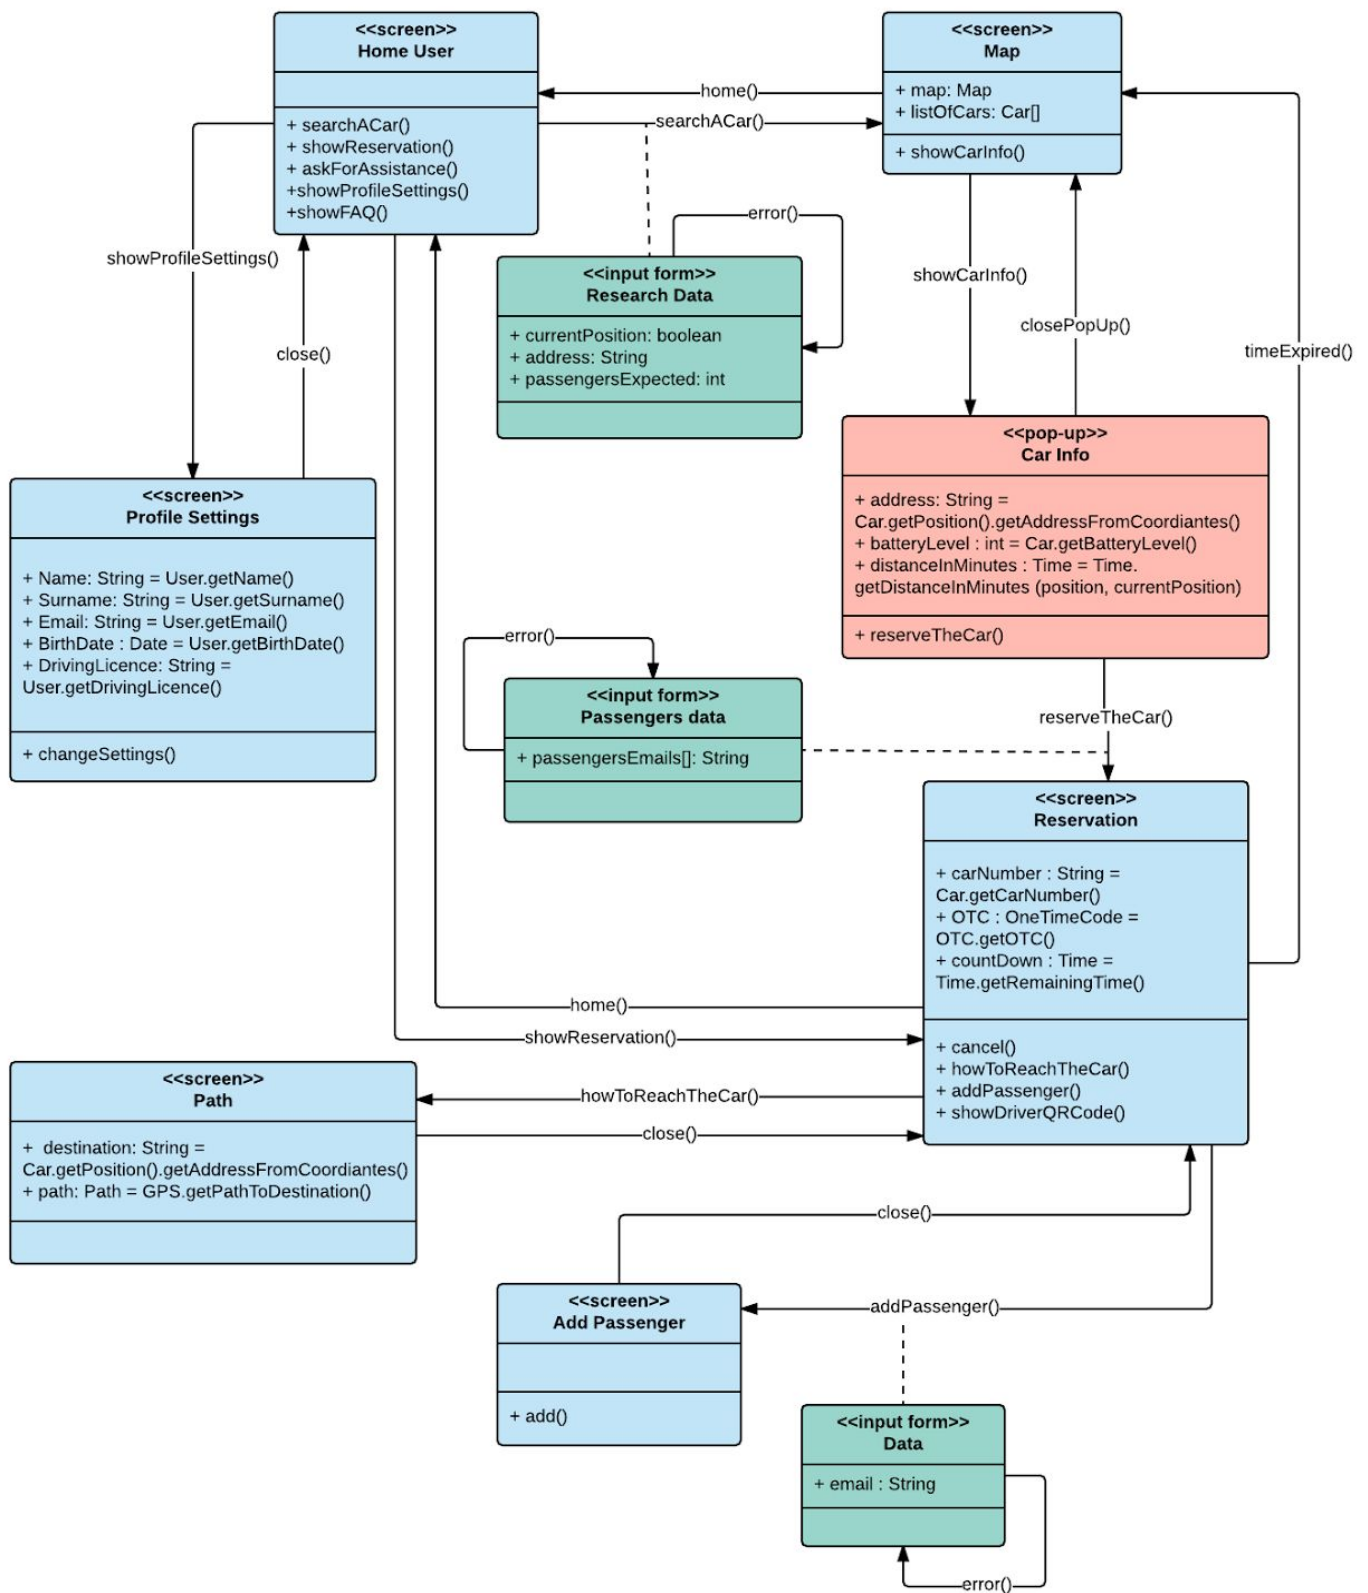 <<screen>>
Home User
+ searchACar()
+ showReservation()
+ askForAssistance()
+showProfileSettings()
+showFAQ()
<<screen>>
Map
+ map: Map
+ listOfCars: Car[]
+ showCarInfo()
home()
searchACar()
showProfileSettings()
close()
error()
<<input form>>
Research Data
+ currentPosition: boolean
+ address: String
+ passengersExpected: int
showCarInfo()
closePopUp()
timeExpired()
<<pop-up>>
Car Info
+ address: String =
Car.getPosition().getAddressFromCoordiantes()
+ batteryLevel : int = Car.getBatteryLevel()
+ distanceInMinutes : Time = Time.
getDistanceInMinutes (position, currentPosition)
+ reserveTheCar()
<<screen>>
Profile Settings
+ Name: String = User.getName()
+ Surname: String = User.getSurname()
+ Email: String = User.getEmail()
+ BirthDate : Date = User.getBirthDate()
+ DrivingLicence: String =
User.getDrivingLicence()
+ changeSettings()
error()
<<input form>>
Passengers data
+ passengersEmails[]: String
reserveTheCar()
<<screen>>
Reservation
+ carNumber : String =
Car.getCarNumber()
+ OTC : OneTimeCode =
OTC.getOTC()
+ countDown : Time =
Time.getRemainingTime()
+ cancel()
+ howToReachTheCar()
+ addPassenger()
+ showDriverQRCode()
home()
showReservation()
howToReachTheCar()
close()
<<screen>>
Path
+  destination: String =
Car.getPosition().getAddressFromCoordiantes()
+ path: Path = GPS.getPathToDestination()
close()
addPassenger()
<<screen>>
Add Passenger
+ add()
<<input form>>
Data
+ email : String
error()